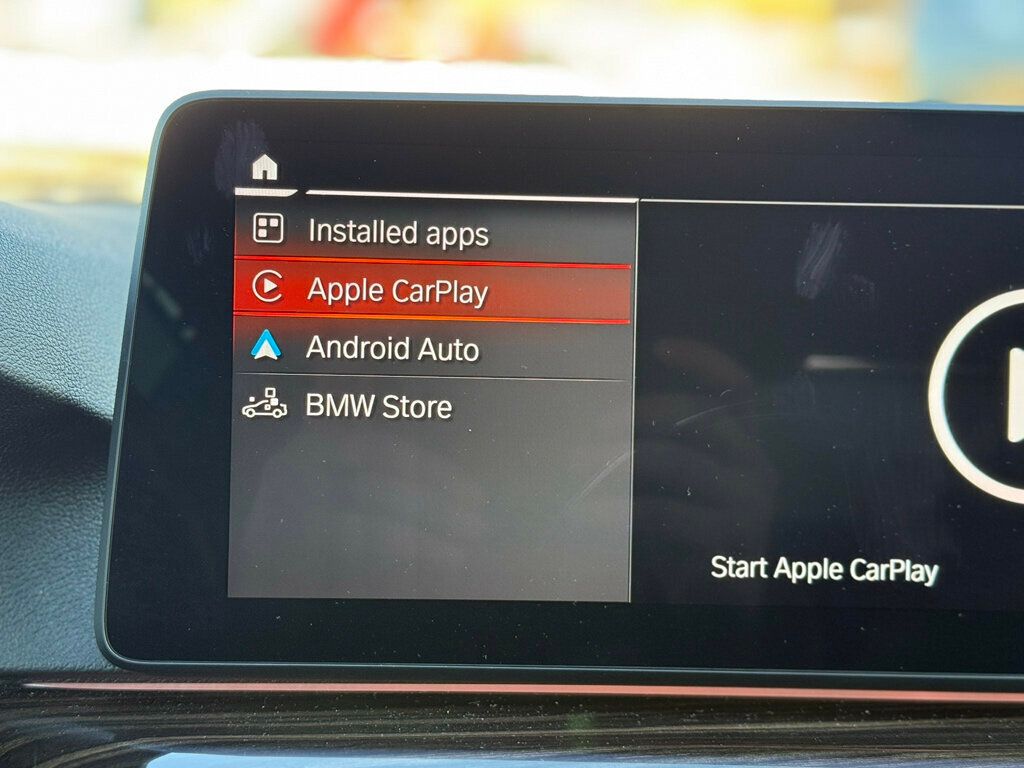 Installed apps
Apple CarPlay
Android Auto
BMW Store
Start Apple CarPlay